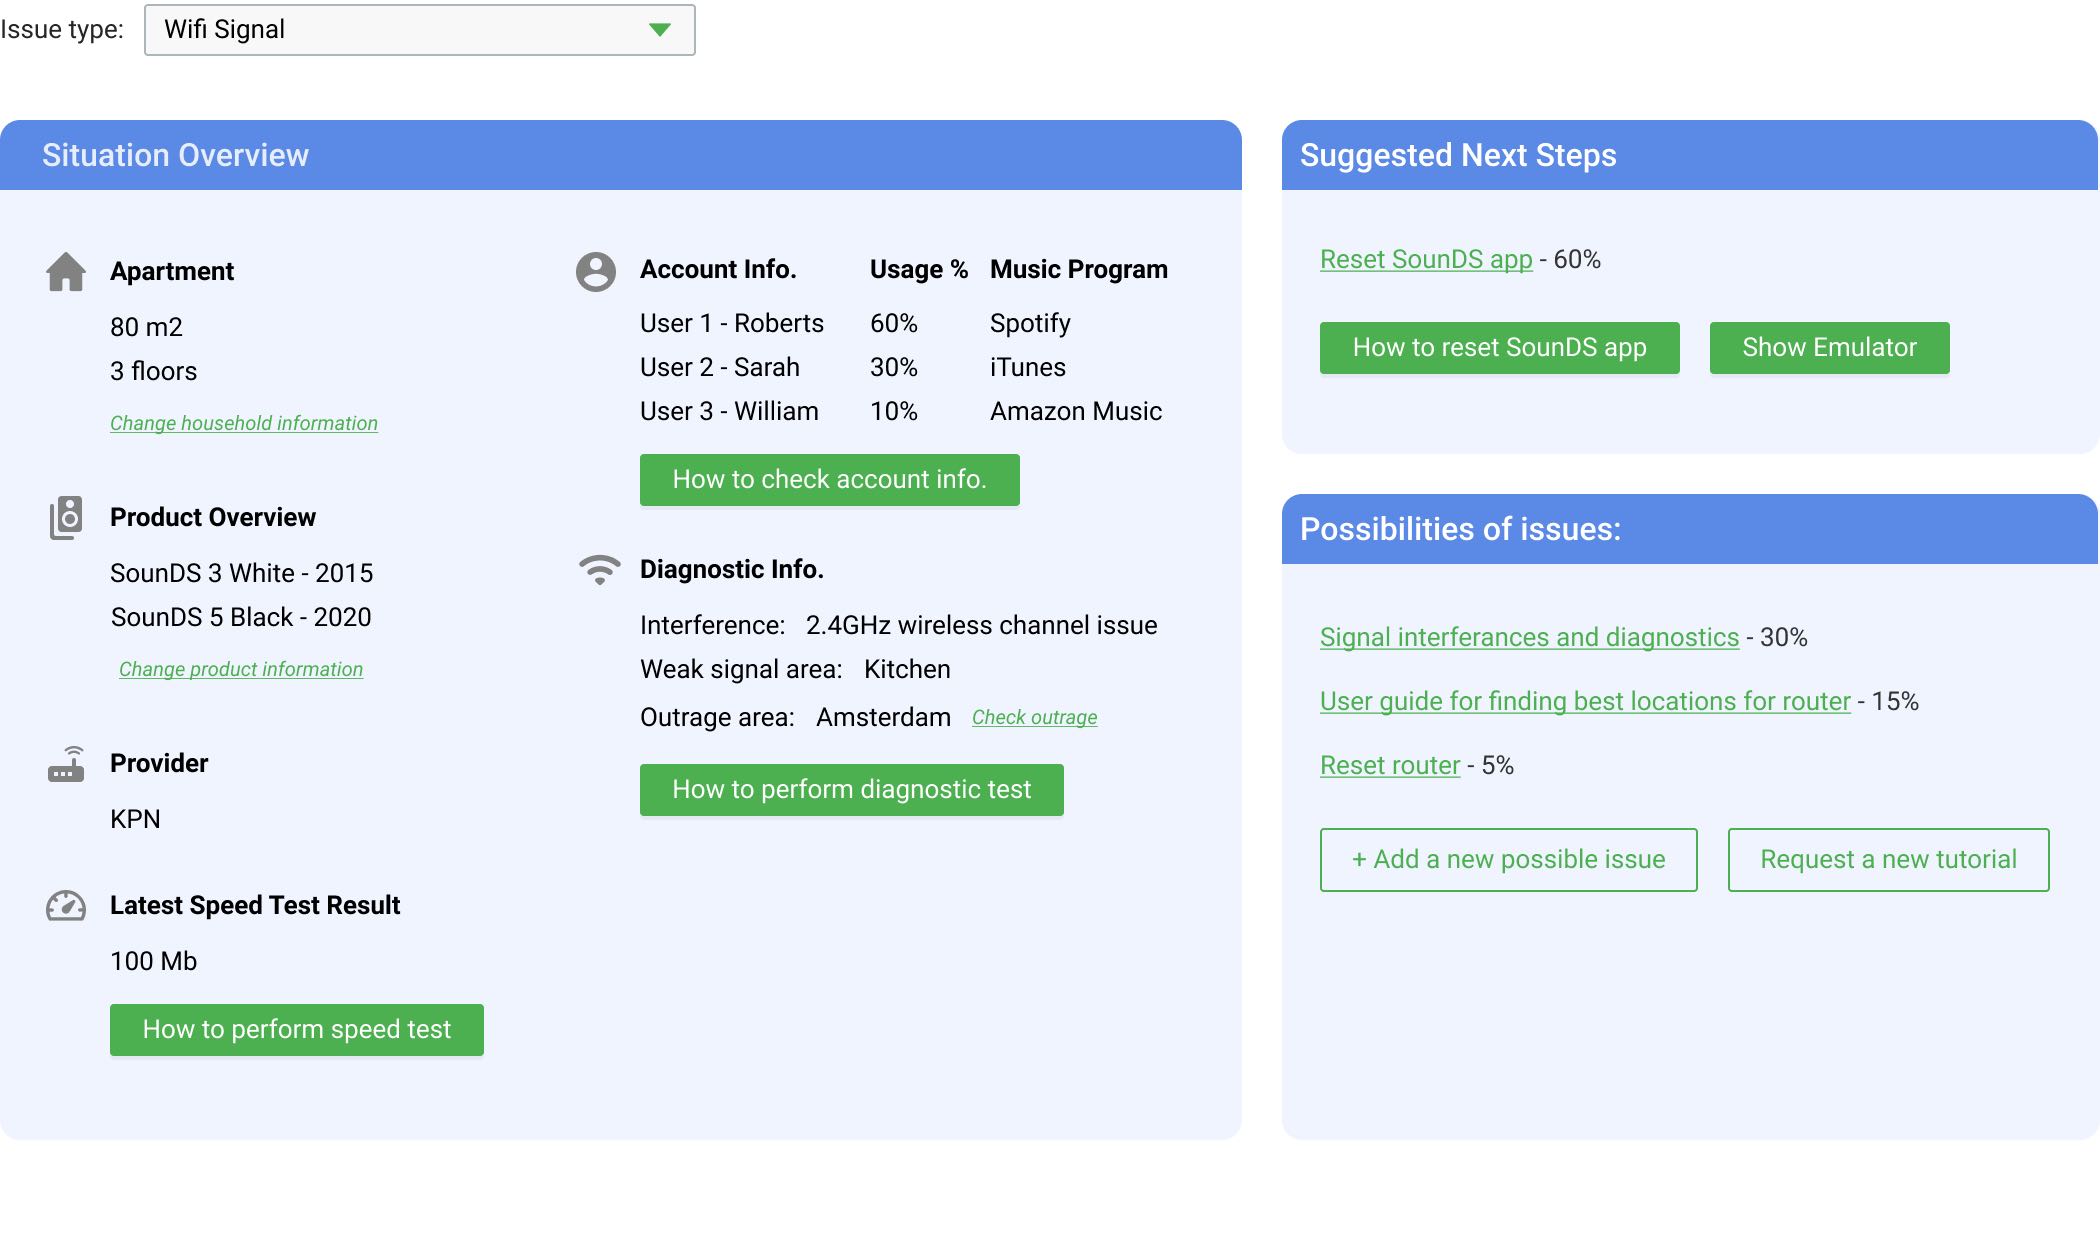 Issue type: Wifi Signal
Situation Overview
Apartment
80 m2
3 floors
Change household information
Product Overview
SounDS 3 White - 2015
SounDS 5 Black - 2020
Change product information
Provider
KPN
Latest Speed Test Result
100 Mb
How to perform speed test
Account Info. Usage % Music Program
User 1 - Roberts 60% Spotify
User 2 - Sarah 30% iTunes
User 3 - William 10% Amazon Music
How to check account info.
Diagnostic Info.
Interference: 2.4GHz wireless channel issue
Weak signal area: Kitchen
Outrage area: Amsterdam Check outrage
How to perform diagnostic test
Suggested Next Steps
Reset SounDS app - 60%
How to reset SounDS app Show Emulator
Possibilities of issues:
Signal interferances and diagnostics - 30%
User guide for finding best locations for router - 15%
Reset router - 5%
+ Add a new possible issue Request a new tutorial